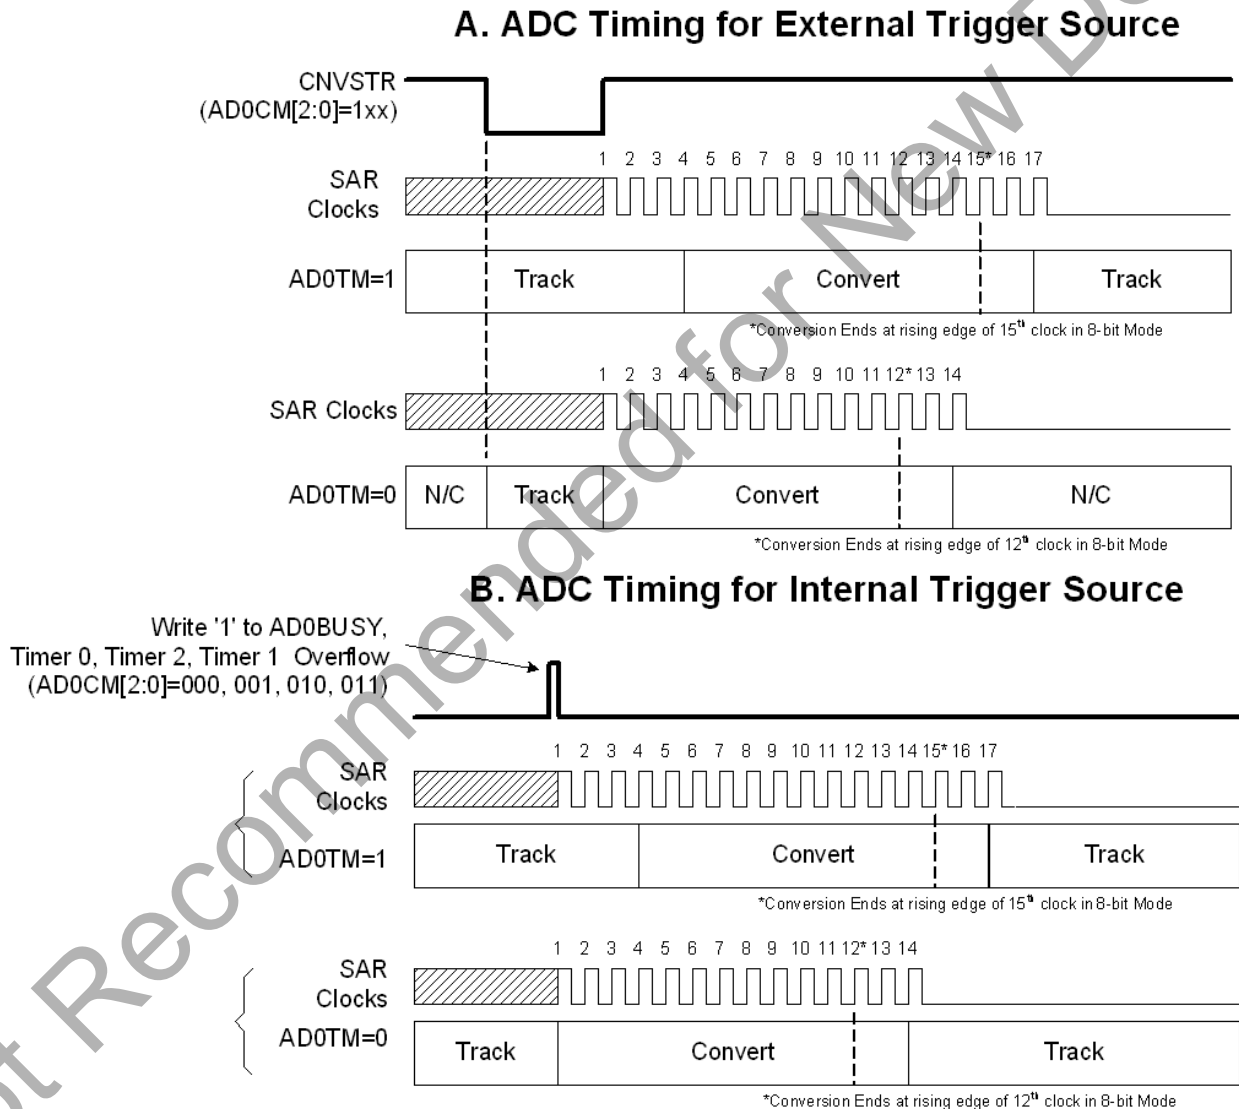 A. ADC Timing for External Trigger Source
CNVSTR
(AD0CM[2:0]=1xx)
1 2 3 4 5 6 7 8 9 10 11 12 13 14 15* 16 17
SAR
Clocks
AD0TM=1
Track Convert Track
*Conversion Ends at rising edge of 15th clock in 8-bit Mode
1 2 3 4 5 6 7 8 9 10 11 12* 13 14
SAR Clocks
AD0TM=0
N/C Track Convert N/C
*Conversion Ends at rising edge of 12th clock in 8-bit Mode
B. ADC Timing for Internal Trigger Source
Write '1' to AD0BUSY,
Timer 0, Timer 2, Timer 1 Overflow
(AD0CM[2:0]=000, 001, 010, 011)
1 2 3 4 5 6 7 8 9 10 11 12 13 14 15* 16 17
SAR
Clocks
AD0TM=1
Track Convert Track
*Conversion Ends at rising edge of 15th clock in 8-bit Mode
1 2 3 4 5 6 7 8 9 10 11 12* 13 14
SAR
Clocks
AD0TM=0
Track Convert Track
*Conversion Ends at rising edge of 12th clock in 8-bit Mode
Recommended for New